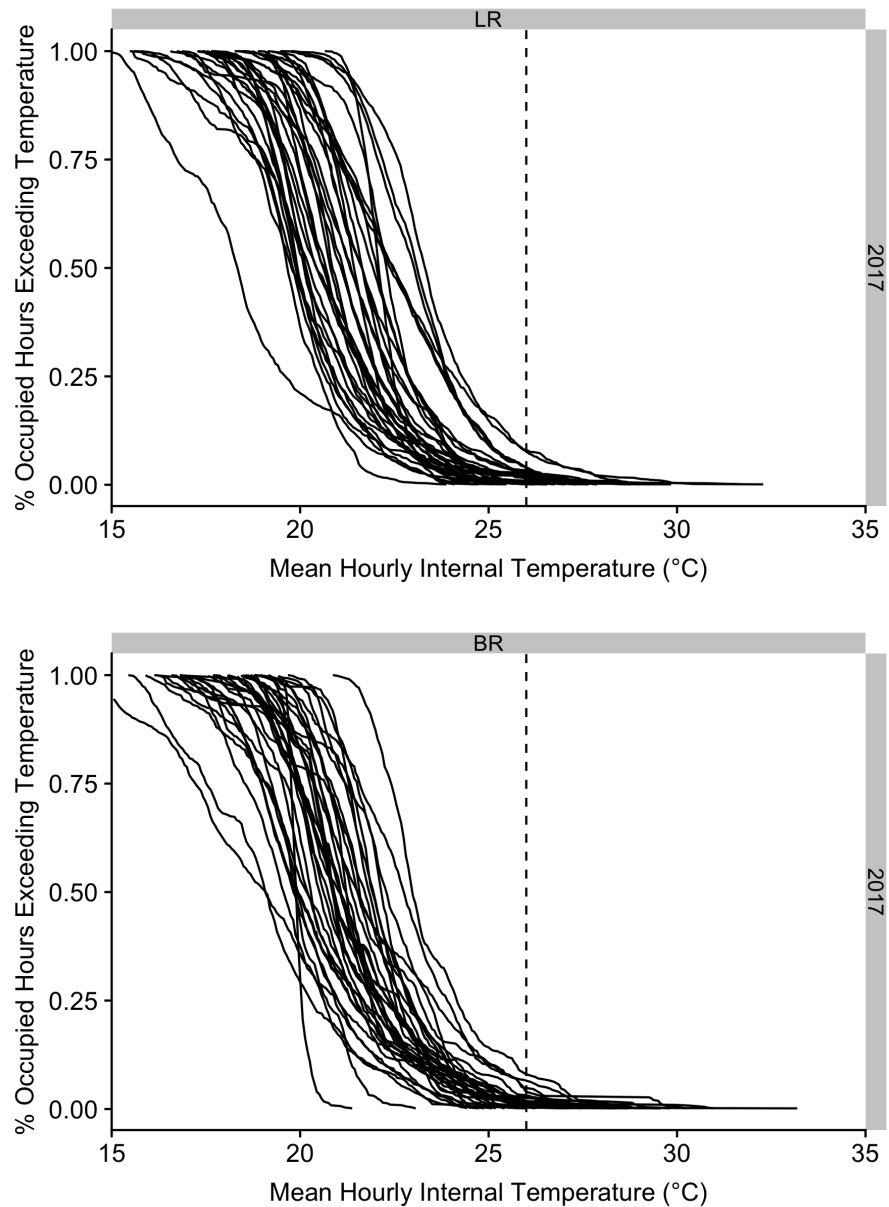 LR
% Occupied Hours Exceeding Temperature
1.00
0.75
0.50
0.25
0.00
2017
15 20 25 30 35
Mean Hourly Internal Temperature (°C)
BR
% Occupied Hours Exceeding Temperature
1.00
0.75
0.50
0.25
0.00
2017
15 20 25 30 35
Mean Hourly Internal Temperature (°C)